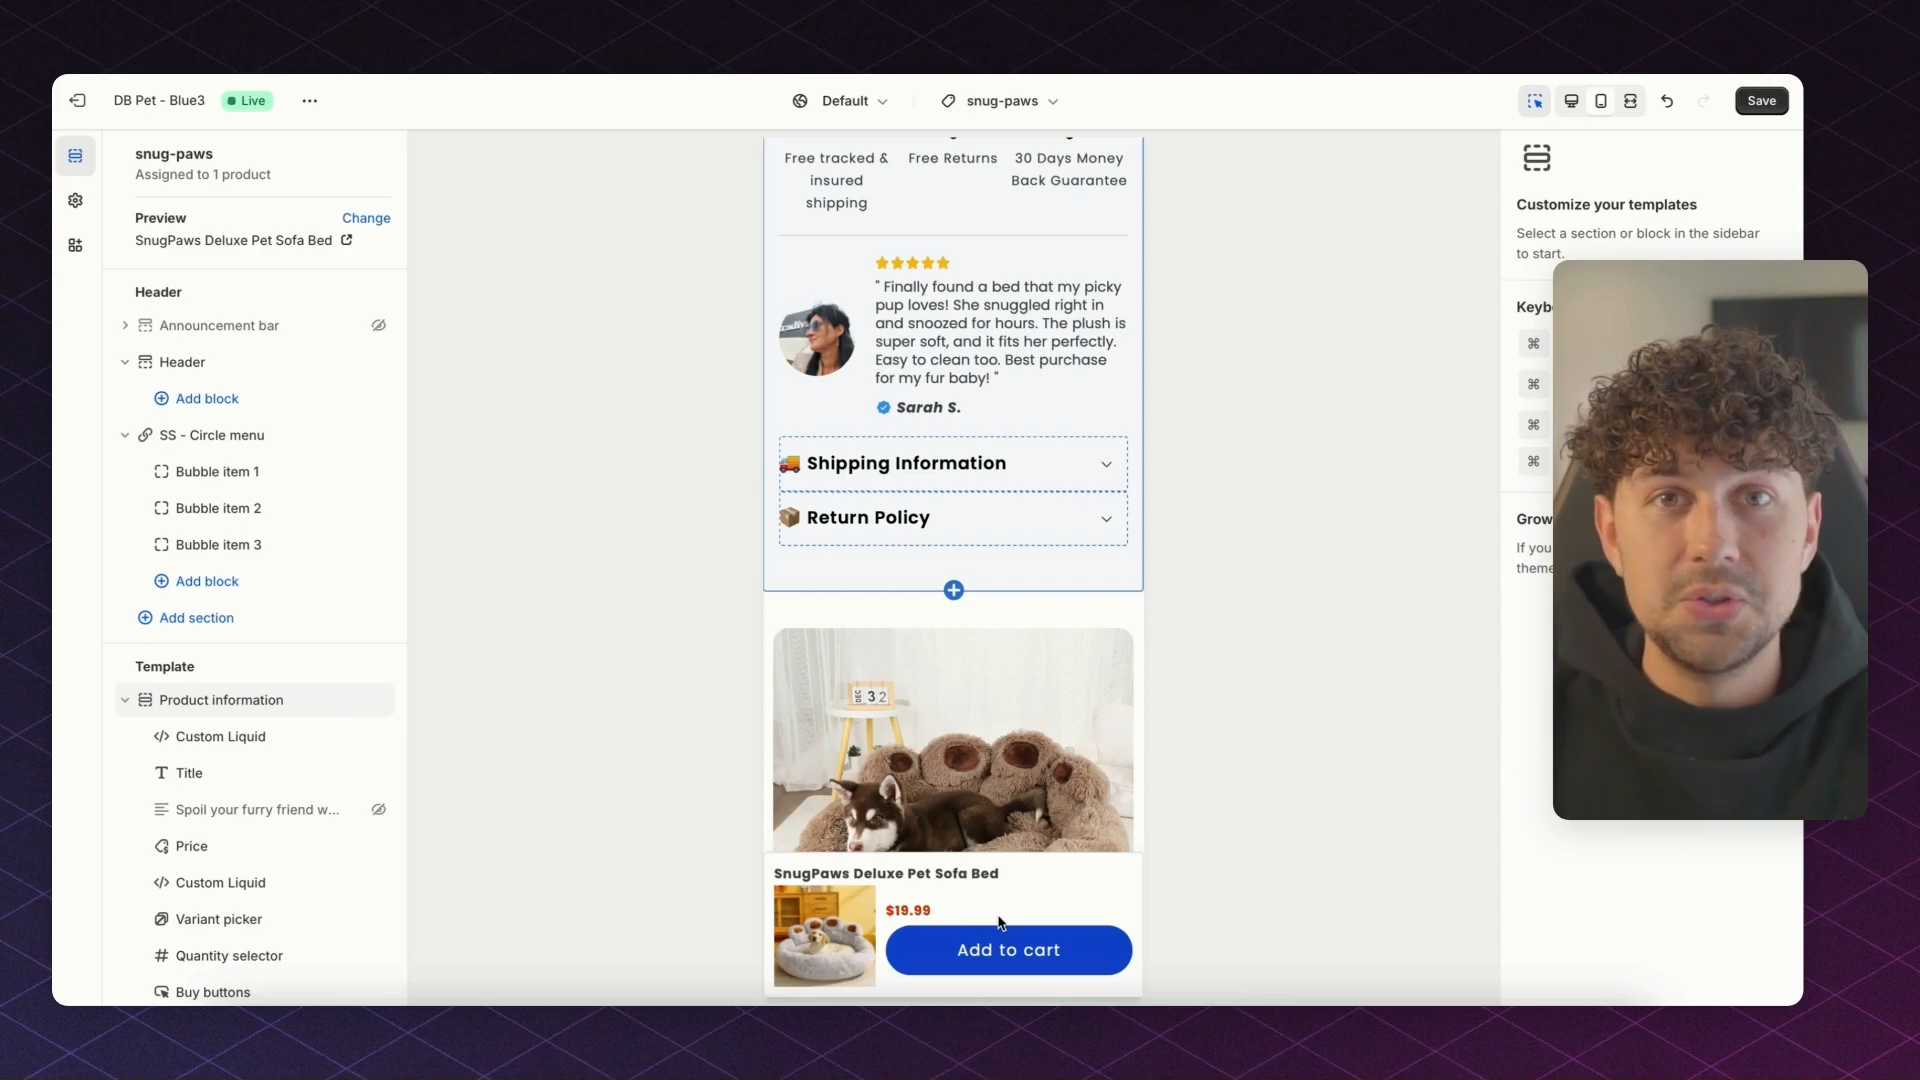 DB Pet - Blue3
Live
Default
snug-paws
Save
snug-paws
Assigned to 1 product
Preview
Change
SnugPaws Deluxe Pet Sofa Bed
Header
Announcement bar
Header
Add block
SS - Circle menu
Bubble item 1
Bubble item 2
Bubble item 3
Add block
Add section
Template
Product information
Custom Liquid
Title
Spoil your furry friend w...
Price
Custom Liquid
Variant picker
Quantity selector
Buy buttons
Free tracked &
insured
shipping
Free Returns
30 Days Money
Back Guarantee
" Finally found a bed that my picky
pup loves! She snuggled right in
and snoozed for hours. The plush is
super soft, and it fits her perfectly.
Easy to clean too. Best purchase
for my fur baby! "
Sarah S.
Shipping Information
Return Policy
DEC 32
SnugPaws Deluxe Pet Sofa Bed
$19.99
Add to cart
Customize your templates
Select a section or block in the sidebar
to start.
Keyb
⌘
⌘
⌘
⌘
Grow
If you
theme